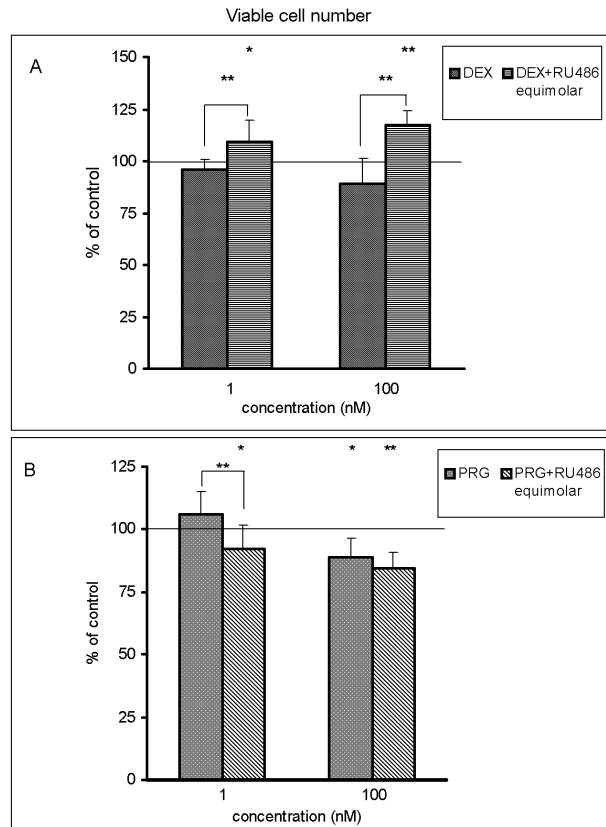 Viable cell number
A
DEX DEX+RU486
equimolar
* **
** **
150
125
100
75
50
25
0
% of control
1 100
concentration (nM)
B
PRG PRG+RU486
equimolar
* * **
**
125
100
75
50
25
0
% of control
1 100
concentration (nM)